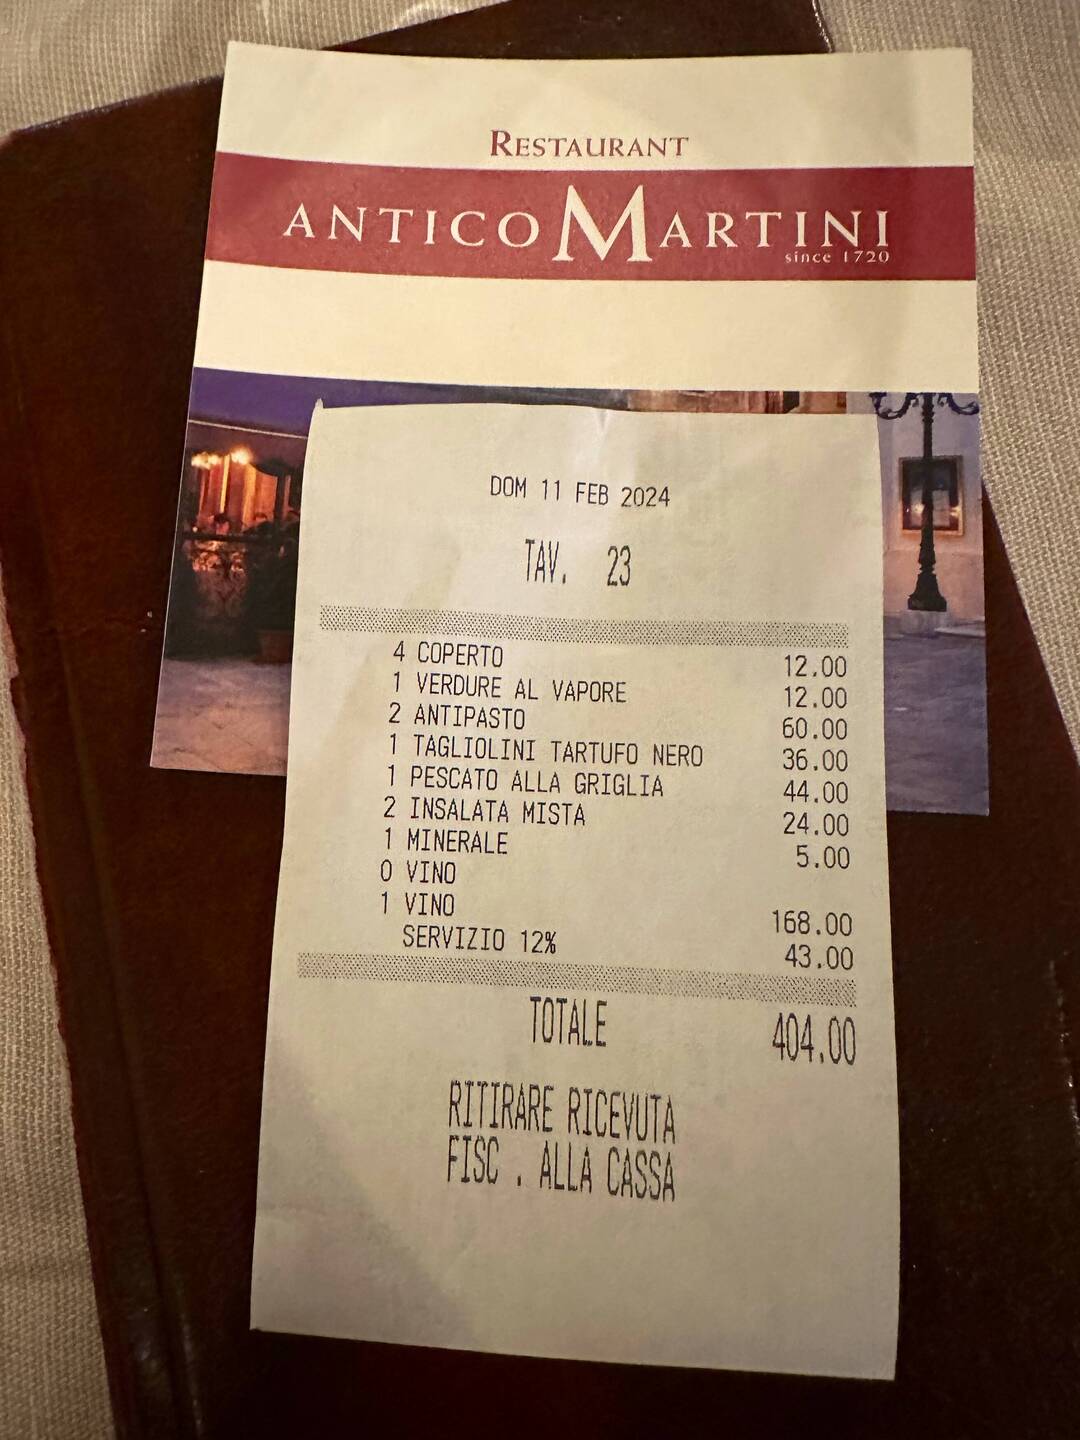 RESTAURANT
ANTICO MARTINI
since 1720
DOM 11 FEB 2024
TAV. 23
4 COPERTO 12.00
1 VERDURE AL VAPORE 12.00
2 ANTIPASTO 60.00
1 TAGLIOLINI TARTUFO NERO 36.00
1 PESCATO ALLA GRIGLIA 44.00
2 INSALATA MISTA 24.00
1 MINERALE 5.00
0 VINO
1 VINO 168.00
SERVIZIO 12% 43.00
TOTALE 404.00
RITIRARE RICEVUTA
FISC . ALLA CASSA